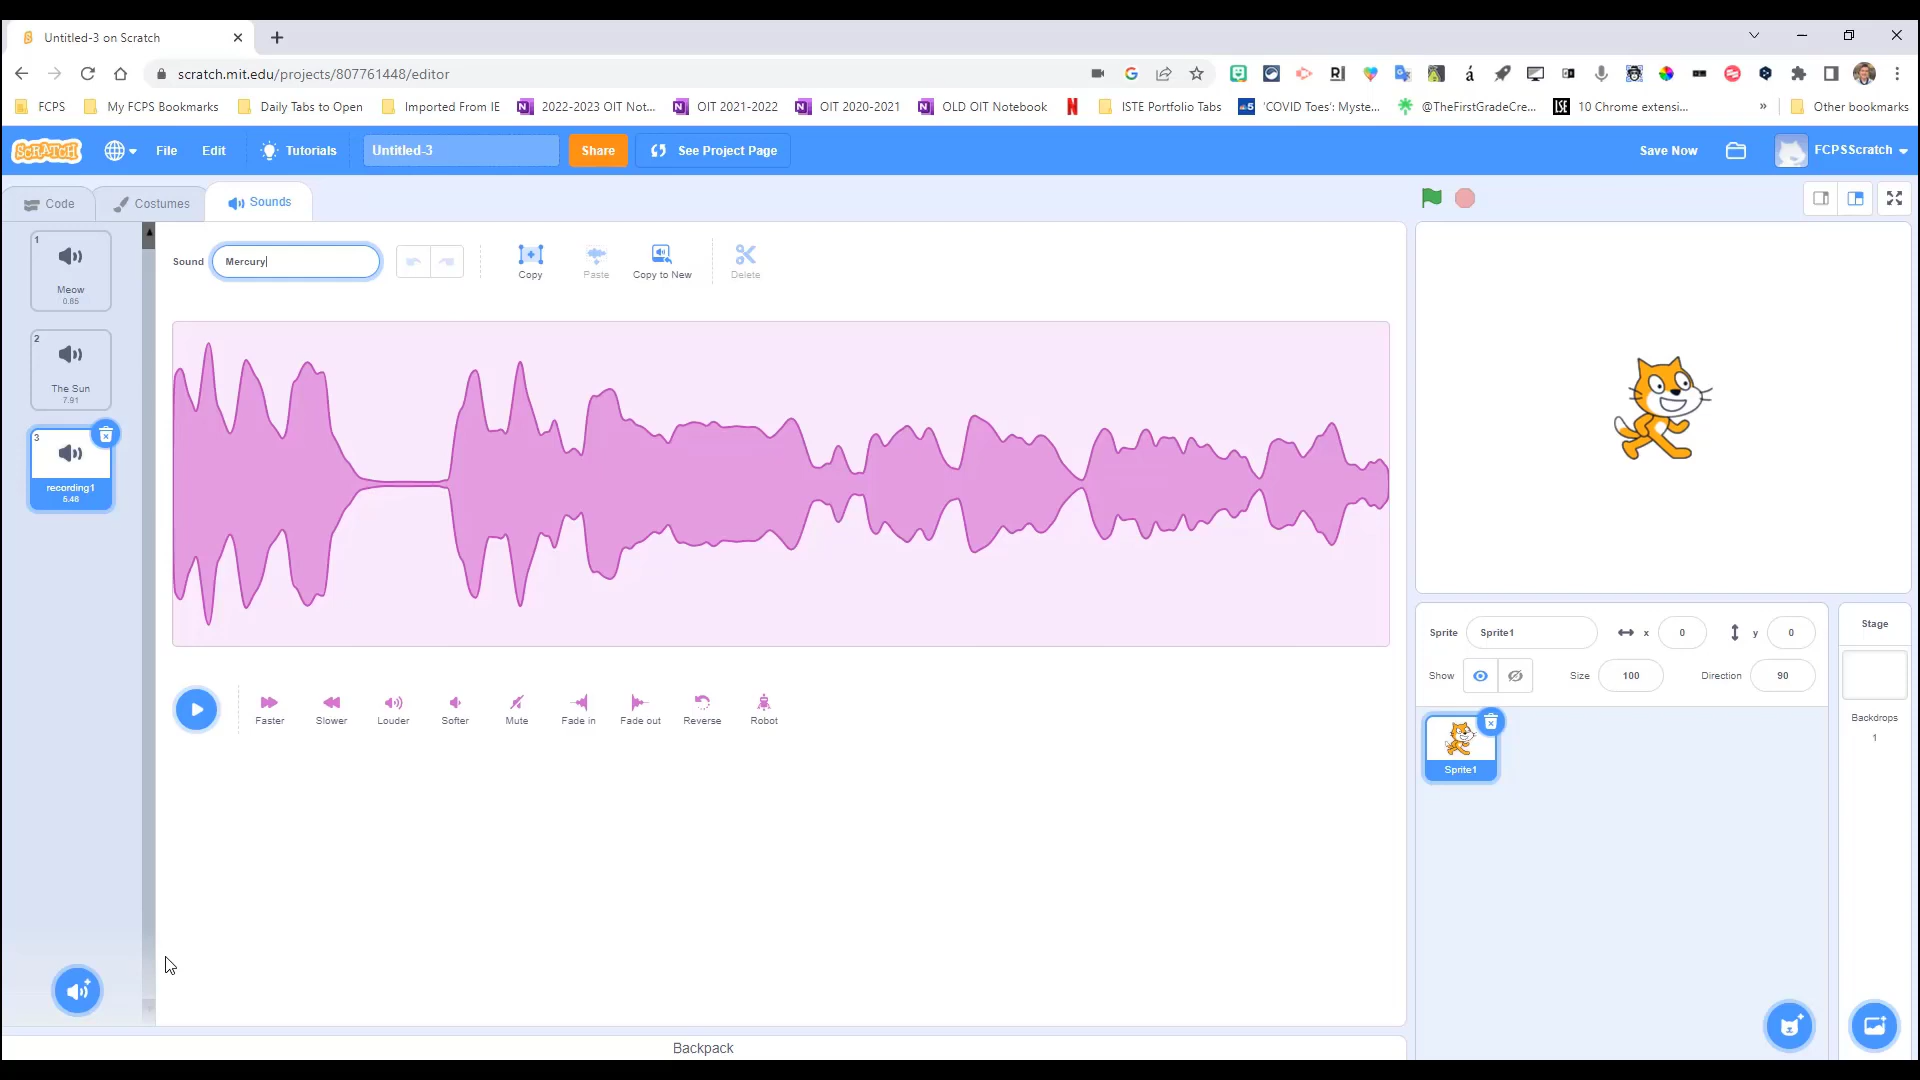 Untitled-3 on Scratch
scratch.mit.edu/projects/807761448/editor
FCPS
My FCPS Bookmarks
Daily Tabs to Open
Imported From IE
2022-2023 OIT Not...
OIT 2021-2022
OIT 2020-2021
OLD OIT Notebook
ISTE Portfolio Tabs
'COVID Toes': Myste...
@TheFirstGradeCre...
10 Chrome extensi...
»
Other bookmarks
SCRATCH
File
Edit
Tutorials
Untitled-3
Share
See Project Page
Save Now
FCPSScratch
Code
Costumes
Sounds
1
Meow
0.85
2
The Sun
7.91
3
recording1
5.46
Sound
Mercury
Copy
Paste
Copy to New
Delete
Faster
Slower
Louder
Softer
Mute
Fade in
Fade out
Reverse
Robot
Sprite
Sprite1
x
0
y
0
Show
Size
100
Direction
90
Sprite1
Stage
Backdrops
1
Backpack